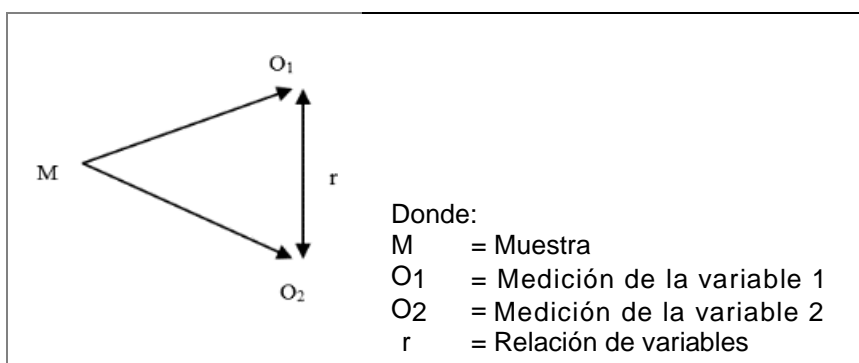 O₁
M
r
O₂
Donde:
M = Muestra
O1 = Medición de la variable 1
O2 = Medición de la variable 2
r = Relación de variables